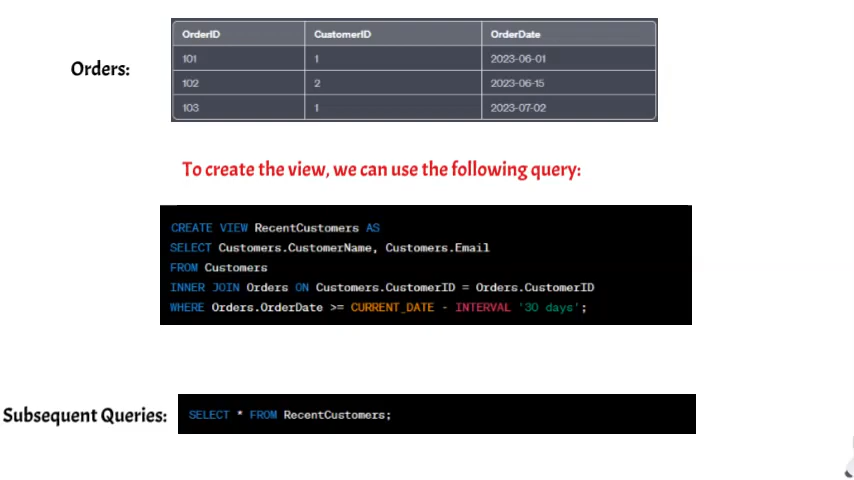 OrderID CustomerID OrderDate
Orders:
101 1 2023-06-01
102 2 2023-06-15
103 1 2023-07-02
To create the view, we can use the following query:
CREATE VIEW RecentCustomers AS
SELECT Customers.CustomerName, Customers.Email
FROM Customers
INNER JOIN Orders ON Customers.CustomerID = Orders.CustomerID
WHERE Orders.OrderDate >= CURRENT_DATE - INTERVAL '30 days';
Subsequent Queries:
SELECT * FROM RecentCustomers;